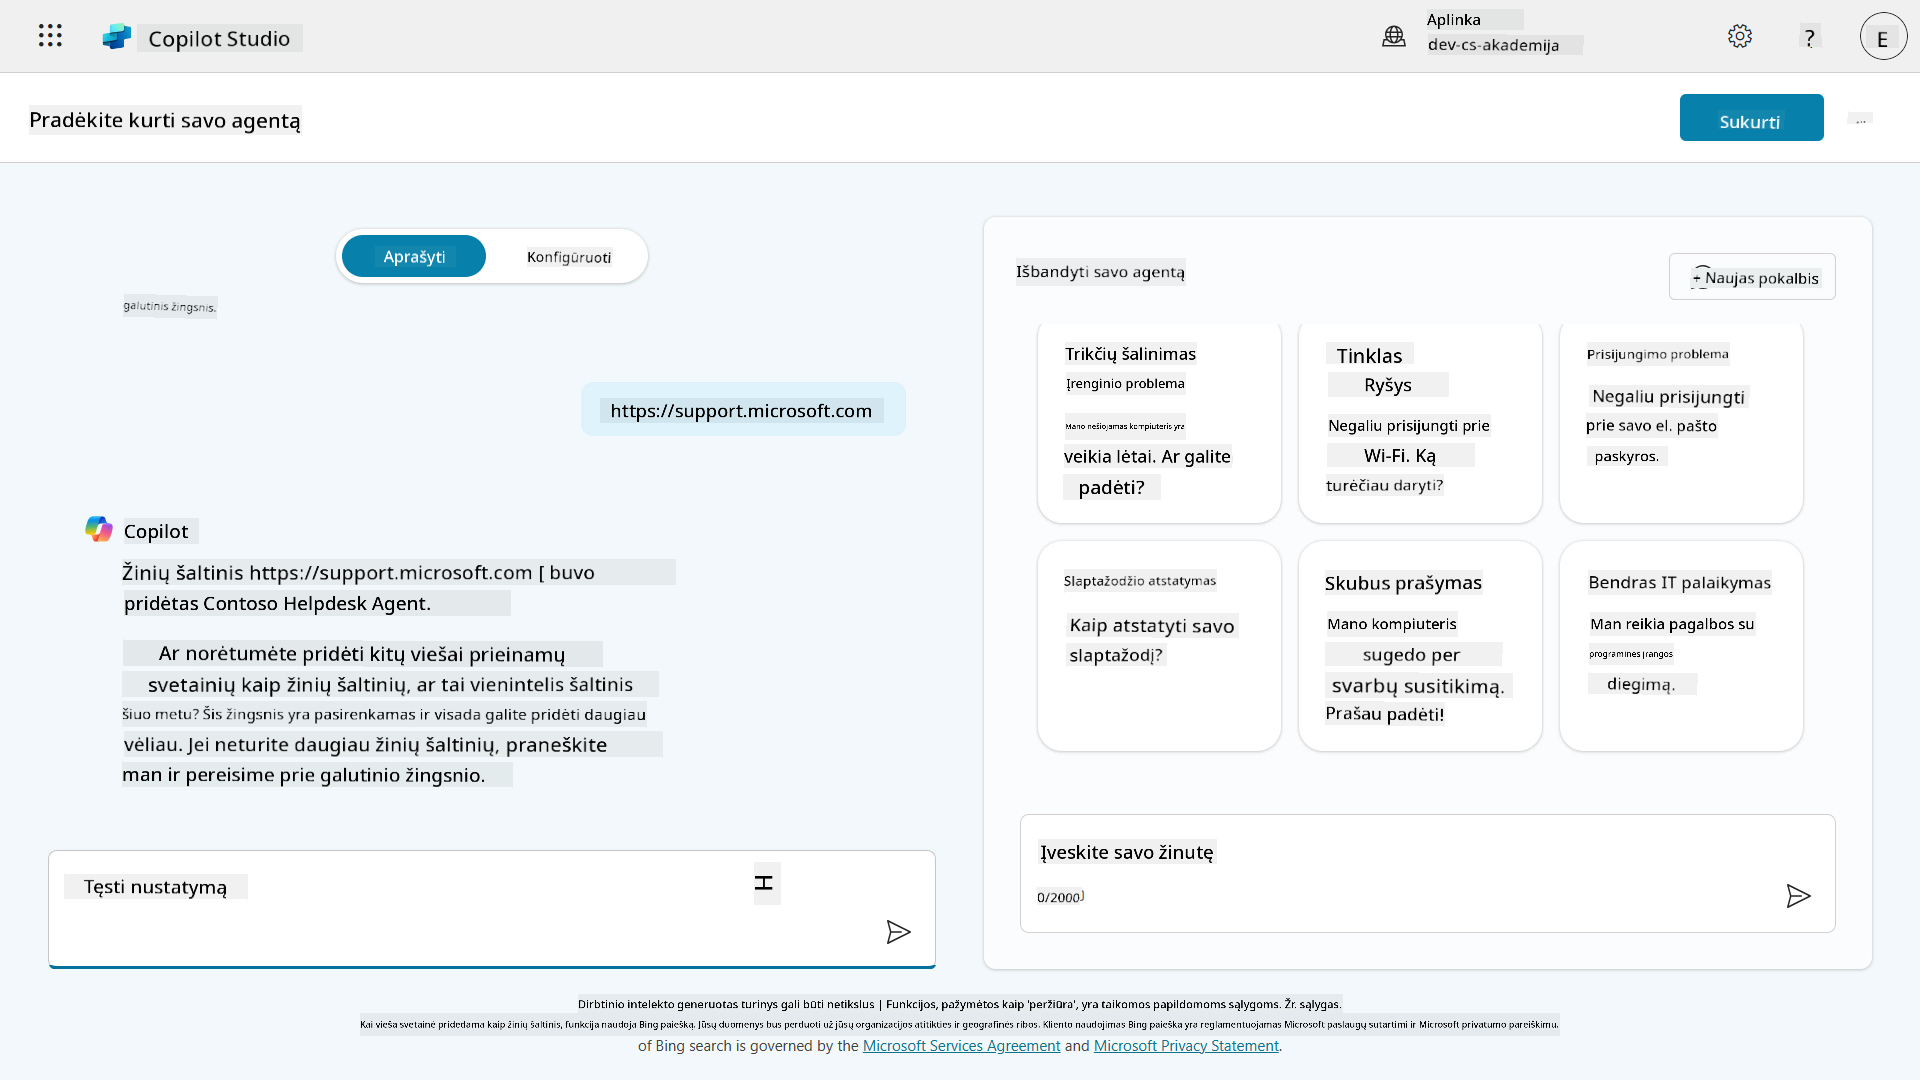 Copilot Studio
Aplinka
dev-cs-akademija
?
E
Pradėkite kurti savo agentą
Sukurti
...
Aprašyti
Konfigūruoti
galutinis žingsnis.
https://support.microsoft.com
Copilot
Žinių šaltinis https://support.microsoft.com [ buvo
pridėtas Contoso Helpdesk Agent.
Ar norėtumėte pridėti kitų viešai prieinamų
svetainių kaip žinių šaltinių, ar tai vienintelis šaltinis
šiuo metu? Šis žingsnis yra pasirenkamas ir visada galite pridėti daugiau
vėliau. Jei neturite daugiau žinių šaltinių, praneškite
man ir pereisime prie galutinio žingsnio.
Tęsti nustatymą
Išbandyti savo agentą
+ Naujas pokalbis
Trikčių šalinimas
Įrenginio problema
Mano nešiojamas kompiuteris yra
veikia lėtai. Ar galite
padėti?
Tinklas
Ryšys
Negaliu prisijungti prie
Wi-Fi. Ką
turėčiau daryti?
Prisijungimo problema
Negaliu prisijungti
prie savo el. pašto
paskyros.
Slaptažodžio atstatymas
Kaip atstatyti savo
slaptažodį?
Skubus prašymas
Mano kompiuteris
sugedo per
svarbų susitikimą.
Prašau padėti!
Bendras IT palaikymas
Man reikia pagalbos su
programinės įrangos
diegimą.
Įveskite savo žinutę
0/2000
Dirbtinio intelekto generuotas turinys gali būti netikslus | Funkcijos, pažymėtos kaip 'peržiūra', yra taikomos papildomoms sąlygoms. Žr. sąlygas.
Kai vieša svetainė pridedama kaip žinių šaltinis, funkcija naudoja Bing paiešką. Jūsų duomenys bus perduoti už jūsų organizacijos atitikties ir geografinės ribos. Kliento naudojimas Bing paieška yra reglamentuojamas Microsoft paslaugų sutartimi ir Microsoft privatumo pareiškimu.
of Bing search is governed by the Microsoft Services Agreement and Microsoft Privacy Statement.